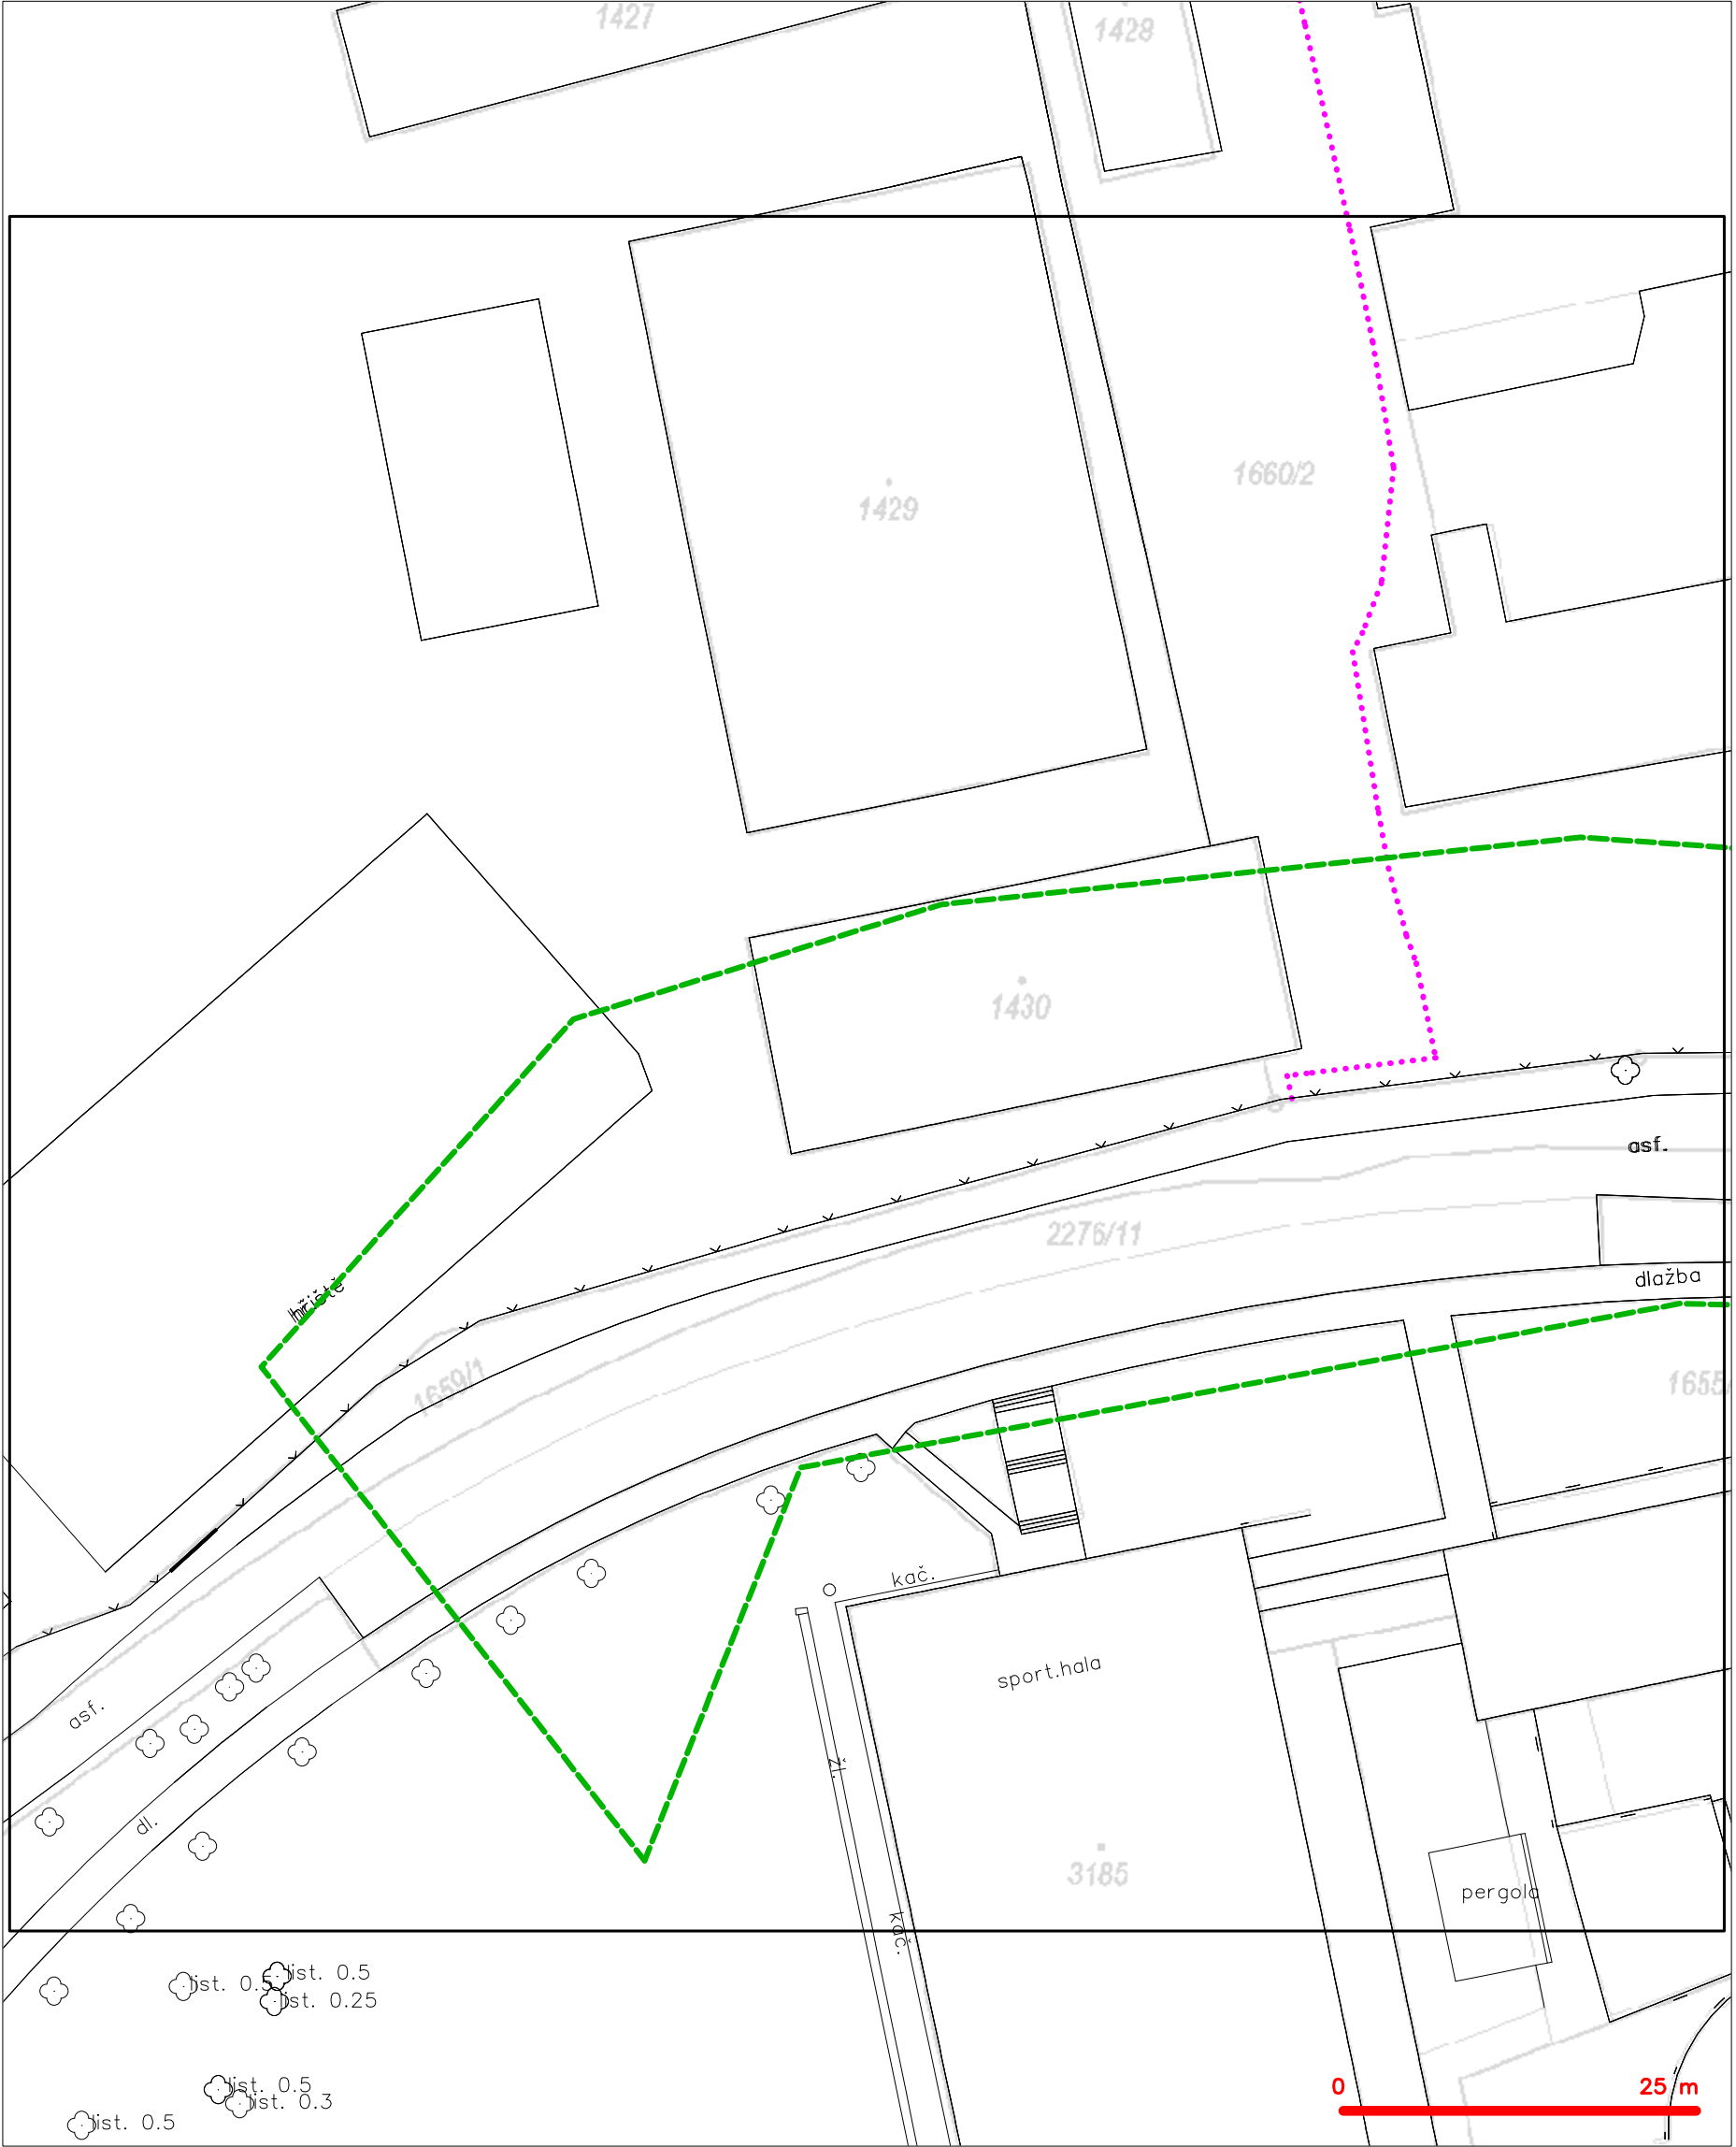 1427
1428
1660/2
1429
1430
asf.
2276/11
dlažba
hřiště
1659/1
1655/
kač.
sport.hala
asf.
žl.
dl.
3185
pergola
kač.
list. 0.5
list. 0.5
list. 0.25
list. 0.5
list. 0.3
list. 0.5
0 25 m